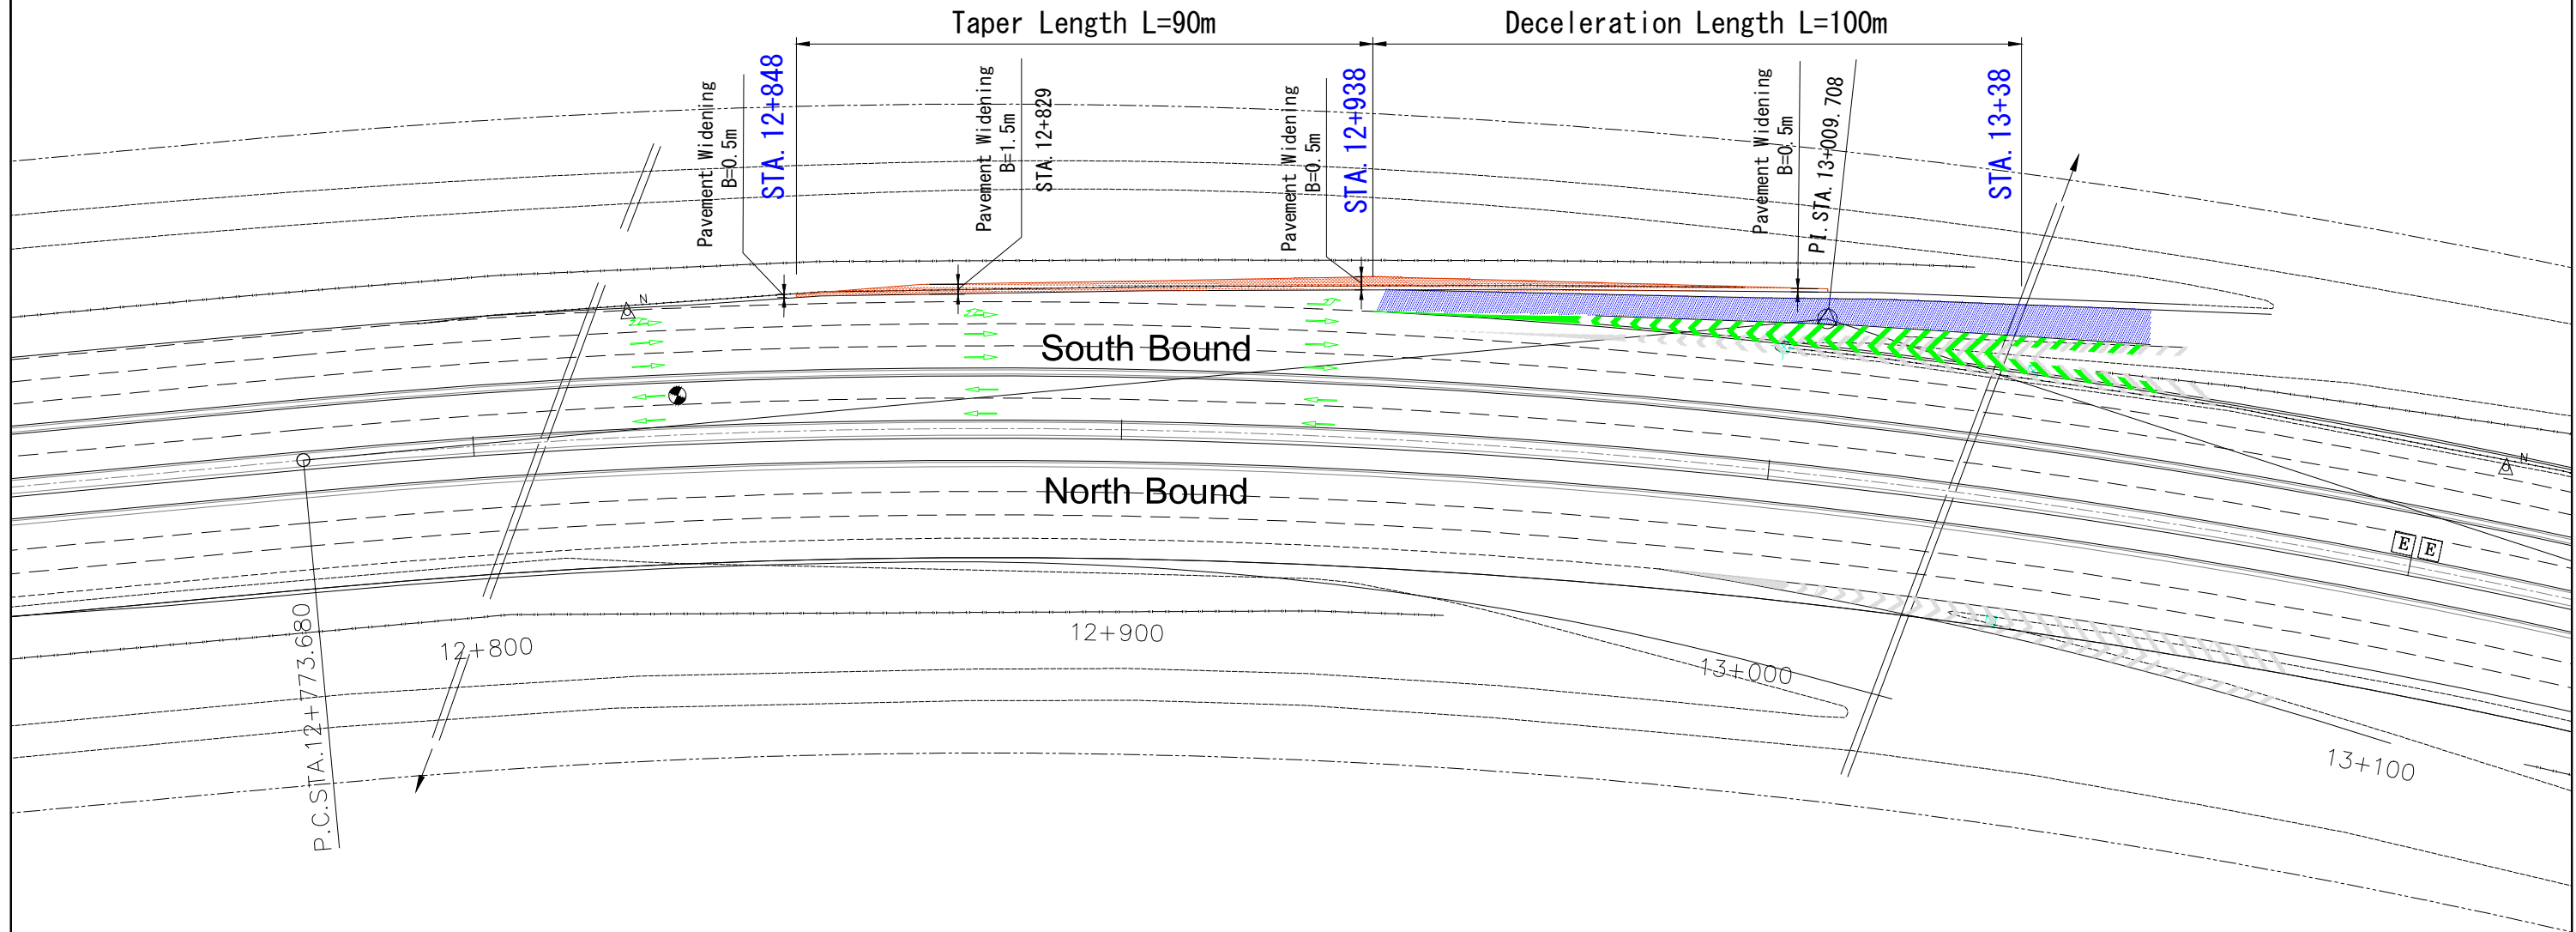 Taper Length L=90m
Deceleration Length L=100m
Pavement Widening
B=0.5m
STA. 12+848
Pavement Widening
B=1.5m
STA. 12+829
Pavement Widening
B=0.5m
STA. 12+938
Pavement Widening
B=0.5m
PI. STA. 13+009.708
STA. 13+38
N
South Bound
North Bound
N
E E
P.C.STA.12+773.680
12+800
12+900
13+000
13+100